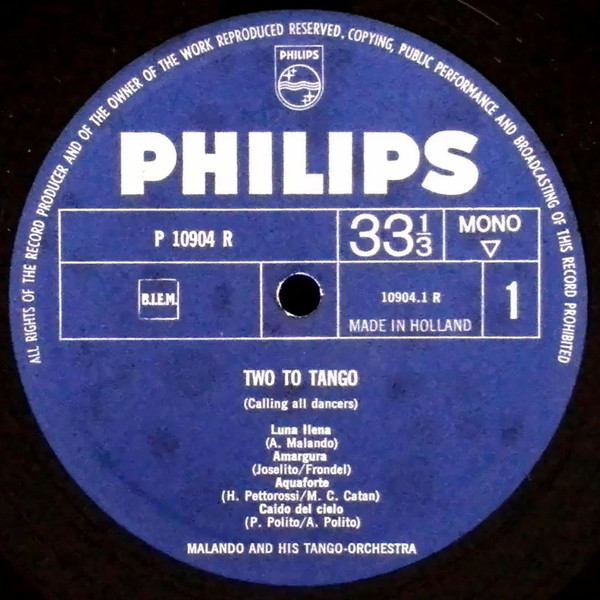 ALL RIGHTS OF THE RECORD PRODUCER AND OF THE OWNER OF THE WORK REPRODUCED RESERVED. COPYING, PUBLIC PERFORMANCE AND BROADCASTING OF THIS RECORD PROHIBITED
PHILIPS
PHILIPS
P 10904 R
33 1/3
MONO
B.I.E.M.
10904.1 R
MADE IN HOLLAND
1
TWO TO TANGO
(Calling all dancers)
Luna llena
(A. Malando)
Amargura
(Joselito/Frondel)
Aquaforte
(H. Pettorossi/M. C. Catan)
Caido del cielo
(P. Polito/A. Polito)
MALANDO AND HIS TANGO-ORCHESTRA